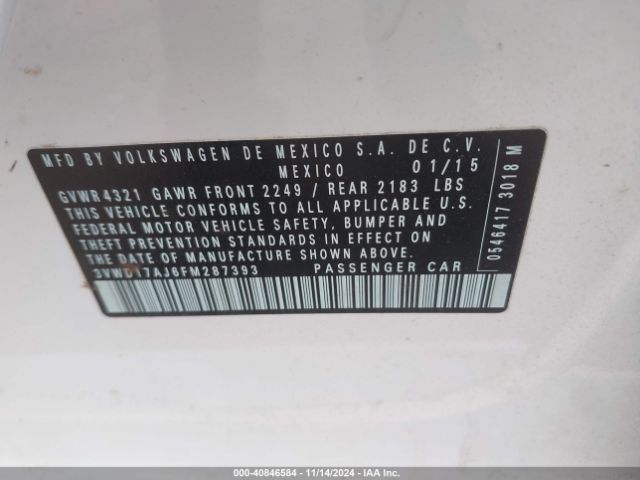 MFD BY VOLKSWAGEN DE MEXICO S.A. DE C.V.
MEXICO 01/15
GVWR 4321 GAWR FRONT 2249 / REAR 2183 LBS
THIS VEHICLE CONFORMS TO ALL APPLICABLE U.S.
FEDERAL MOTOR VEHICLE SAFETY, BUMPER AND
THEFT PREVENTION STANDARDS IN EFFECT ON
THE DATE OF MANUFACTURE SHOWN ABOVE.
3VWD17AJ6FM287393 PASSENGER CAR
0546417 3018 M
000-40846584 - 11/14/2024 - IAAI.COM